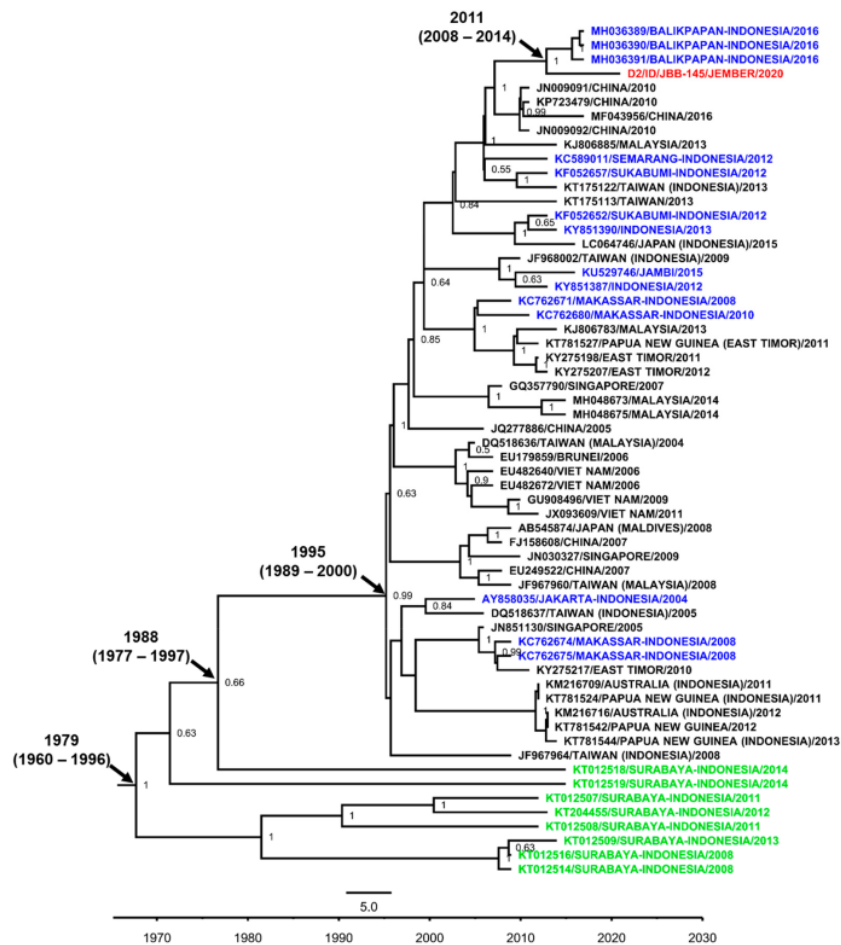 2011
(2008 – 2014)
MH036389/BALIKPAPAN-INDONESIA/2016
MH036390/BALIKPAPAN-INDONESIA/2016
1
1
MH036391/BALIKPAPAN-INDONESIA/2016
D2/ID/JBB-145/JEMBER/2020
1
JN009091/CHINA/2010
KP723479/CHINA/2010
0.99
MF043956/CHINA/2016
JN009092/CHINA/2010
1
KJ806885/MALAYSIA/2013
KC589011/SEMARANG-INDONESIA/2012
0.55
KF052657/SUKABUMI-INDONESIA/2012
1
KT175122/TAIWAN (INDONESIA)/2013
KT175113/TAIWAN/2013
0.84
KF052652/SUKABUMI-INDONESIA/2012
0.65
KY851390/INDONESIA/2013
1
LC064746/JAPAN (INDONESIA)/2015
JF968002/TAIWAN (INDONESIA)/2009
1
KU529746/JAMBI/2015
0.64
0.63
KY851387/INDONESIA/2012
KC762671/MAKASSAR-INDONESIA/2008
KC762680/MAKASSAR-INDONESIA/2010
1
KJ806783/MALAYSIA/2013
0.85
KT781527/PAPUA NEW GUINEA (EAST TIMOR)/2011
1
KY275198/EAST TIMOR/2011
1
KY275207/EAST TIMOR/2012
GQ357790/SINGAPORE/2007
1
MH048673/MALAYSIA/2014
1
MH048675/MALAYSIA/2014
1
JQ277886/CHINA/2005
DQ518636/TAIWAN (MALAYSIA)/2004
0.5
EU179859/BRUNEI/2006
1
EU482640/VIET NAM/2006
0.9
EU482672/VIET NAM/2006
0.63
GU908496/VIET NAM/2009
1
JX093609/VIET NAM/2011
AB545874/JAPAN (MALDIVES)/2008
1
FJ158608/CHINA/2007
1
JN030327/SINGAPORE/2009
1995
(1989 – 2000)
EU249522/CHINA/2007
1
JF967960/TAIWAN (MALAYSIA)/2008
0.99
AY858035/JAKARTA-INDONESIA/2004
0.84
DQ518637/TAIWAN (INDONESIA)/2005
JN851130/SINGAPORE/2005
1
KC762674/MAKASSAR-INDONESIA/2008
0.99
KC762675/MAKASSAR-INDONESIA/2008
1988
(1977 – 1997)
1
KY275217/EAST TIMOR/2010
0.66
KM216709/AUSTRALIA (INDONESIA)/2011
KT781524/PAPUA NEW GUINEA (INDONESIA)/2011
1
KM216716/AUSTRALIA (INDONESIA)/2012
1
KT781542/PAPUA NEW GUINEA/2012
KT781544/PAPUA NEW GUINEA (INDONESIA)/2013
0.63
JF967964/TAIWAN (INDONESIA)/2008
1979
(1960 – 1996)
KT012518/SURABAYA-INDONESIA/2014
1
KT012519/SURABAYA-INDONESIA/2014
KT012507/SURABAYA-INDONESIA/2011
1
KT204455/SURABAYA-INDONESIA/2012
1
KT012508/SURABAYA-INDONESIA/2011
1
KT012509/SURABAYA-INDONESIA/2013
0.63
1
KT012516/SURABAYA-INDONESIA/2008
KT012514/SURABAYA-INDONESIA/2008
5.0
1970 1980 1990 2000 2010 2020 2030